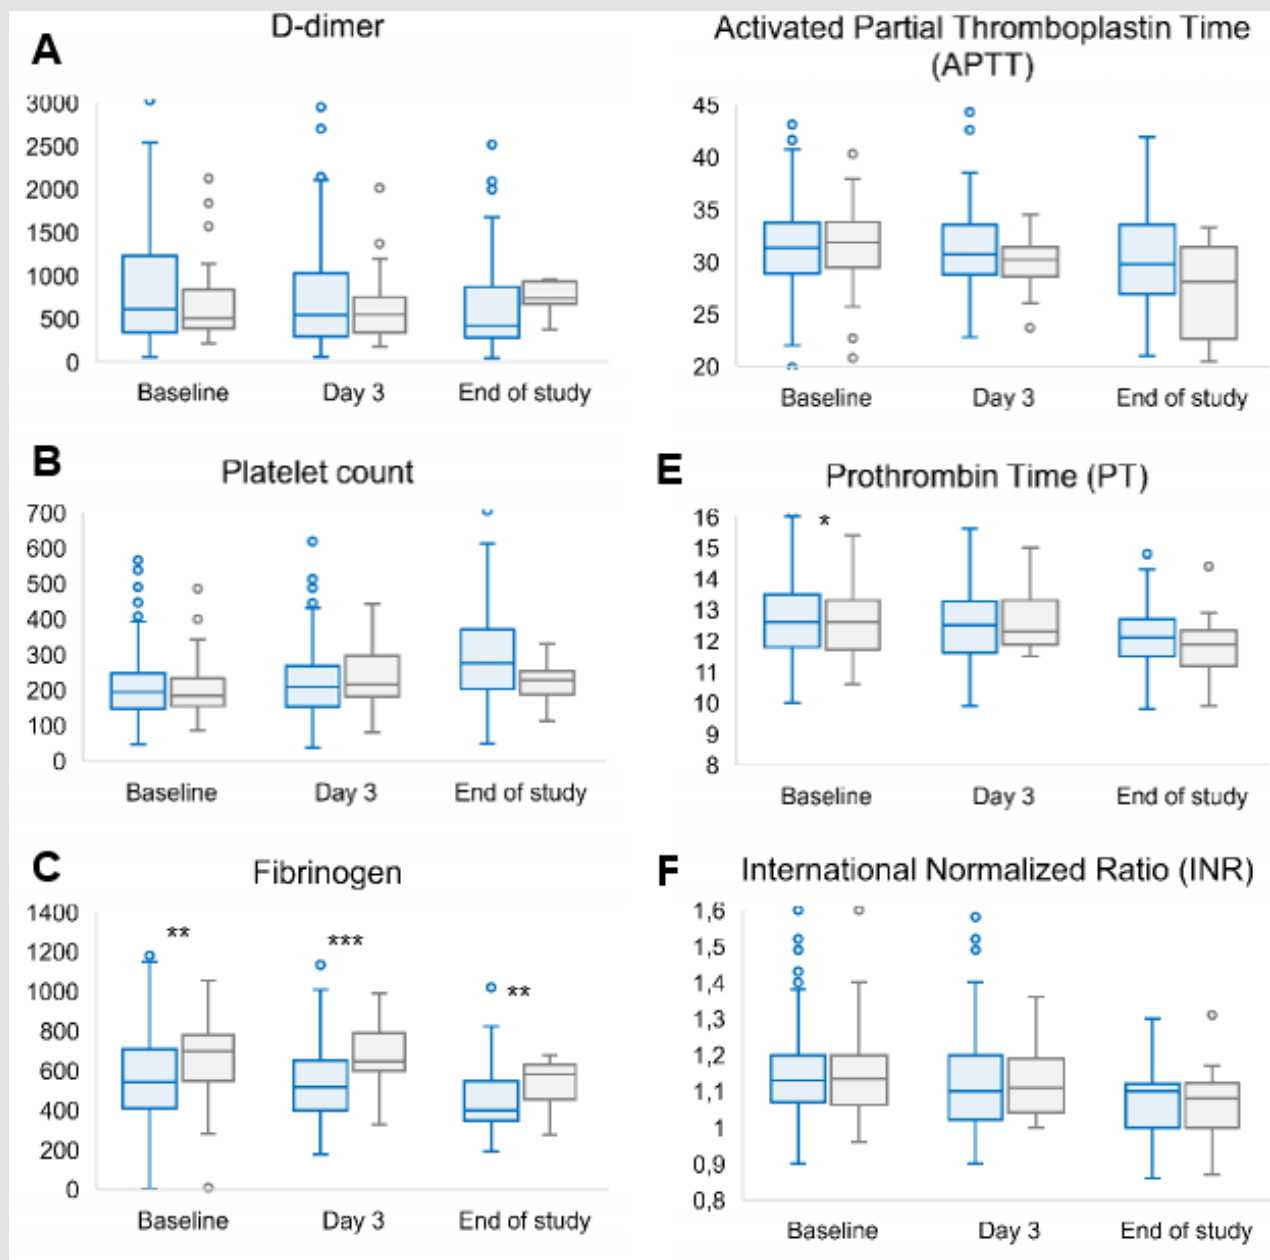 A
D-dimer
3000
2500
2000
1500
1000
500
0
Baseline Day 3 End of study
Activated Partial Thromboplastin Time
(APTT)
45
40
35
30
25
20
Baseline Day 3 End of study
B
Platelet count
700
600
500
400
300
200
100
0
Baseline Day 3 End of study
E
Prothrombin Time (PT)
*
16
15
14
13
12
11
10
9
8
Baseline Day 3 End of study
C
Fibrinogen
1400
** *** **
1200
1000
800
600
400
200
0
Baseline Day 3 End of study
F
International Normalized Ratio (INR)
1,6
1,5
1,4
1,3
1,2
1,1
1
0,9
0,8
Baseline Day 3 End of study